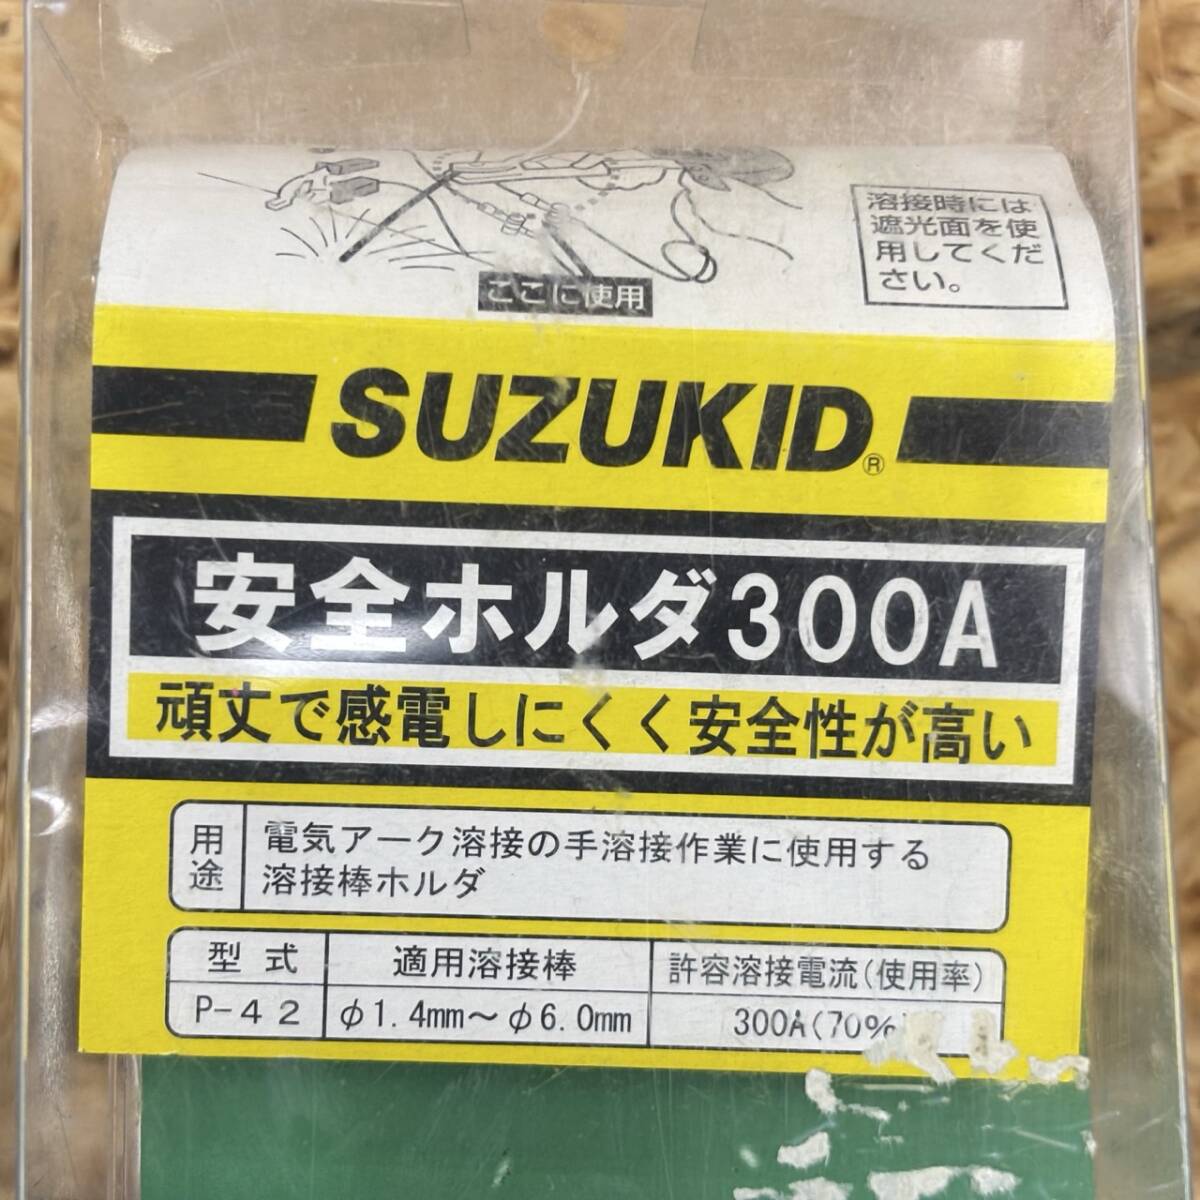 溶接時には
遮光面を使
用してくだ
さい。
ここに使用
SUZUKID®
安全ホルダ300A
頑丈で感電しにくく安全性が高い
用途
電気アーク溶接の手溶接作業に使用する
溶接棒ホルダ
型式 適用溶接棒 許容溶接電流(使用率)
P-42 φ1.4mm～φ6.0mm 300A(70%)